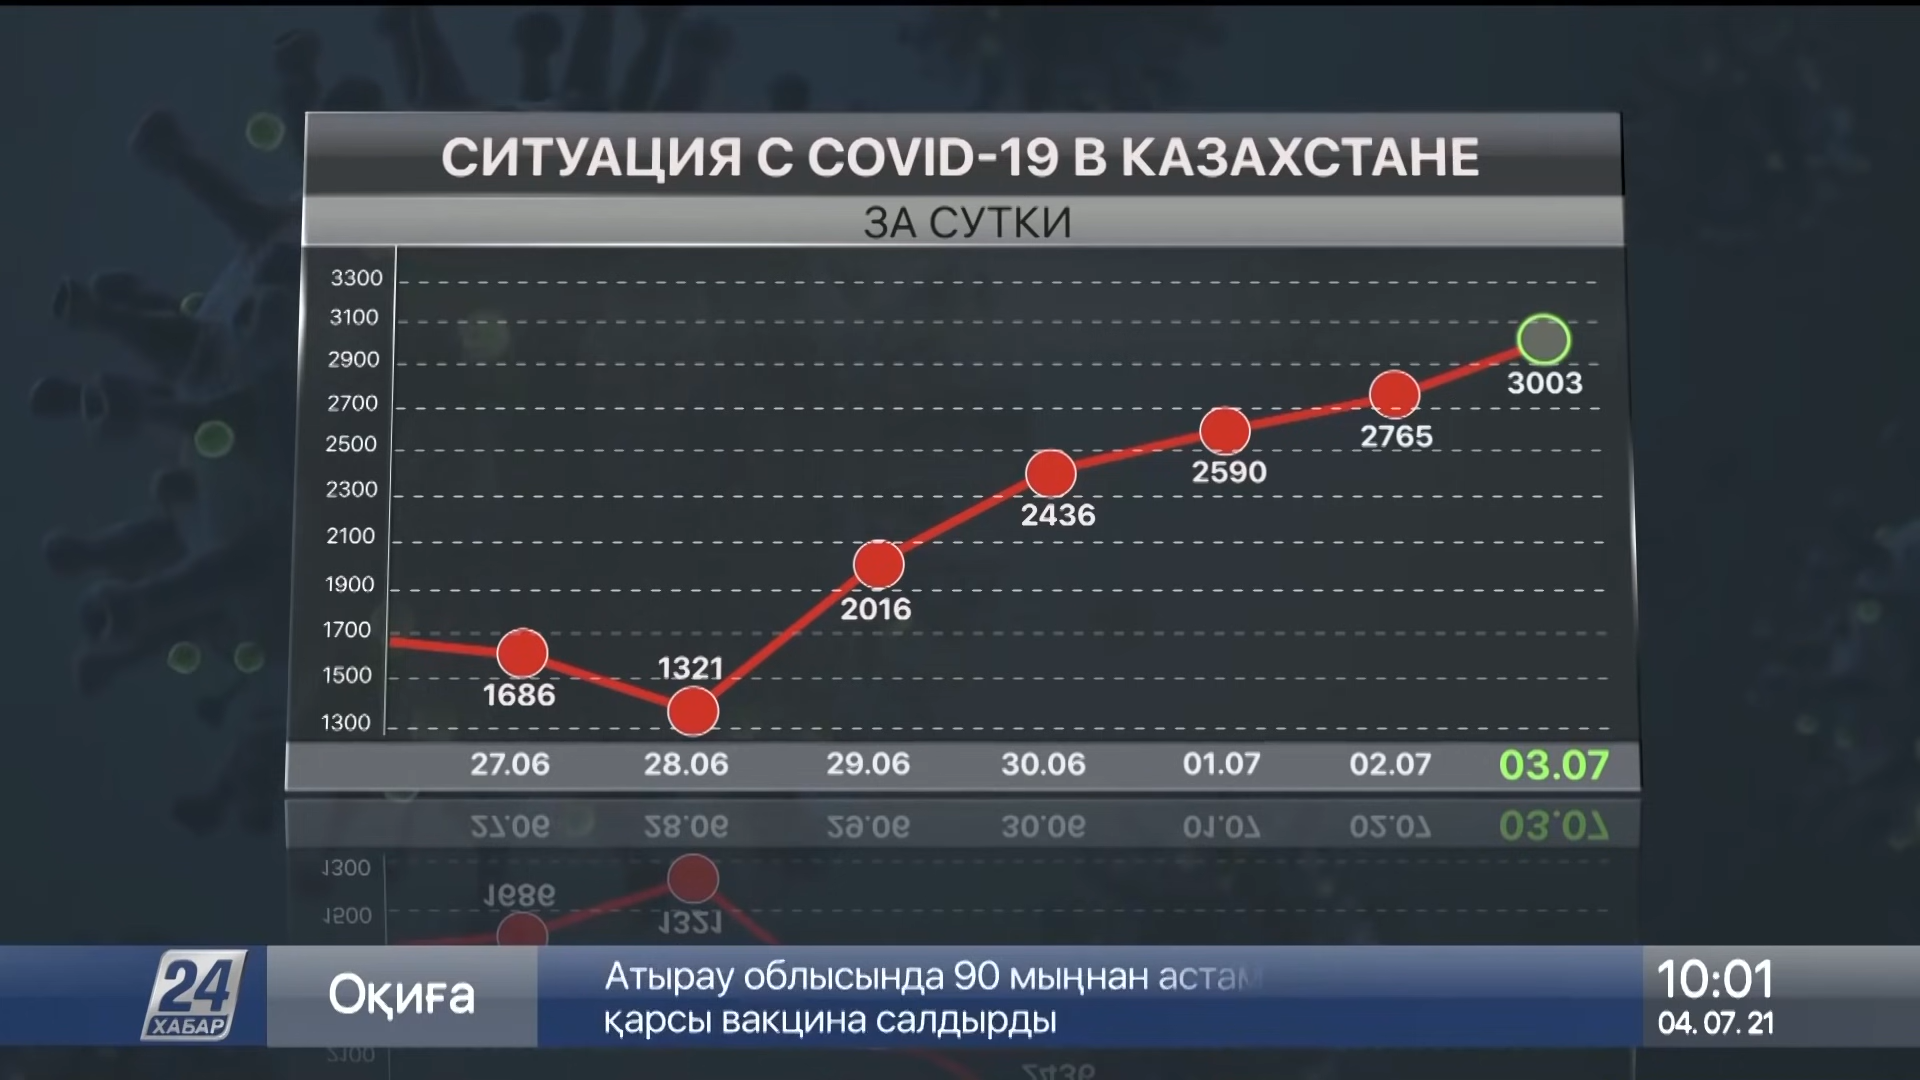 СИТУАЦИЯ С COVID-19 В КАЗАХСТАНЕ
ЗА СУТКИ
3300
3100
2900
2700
2500
2300
2100
1900
1700
1500
1300
1686
1321
2016
2436
2590
2765
3003
27.06 28.06 29.06 30.06 01.07 02.07 03.07
24
ХАБАР
Оқиға
Атырау облысында 90 мыңнан астам
қарсы вакцина салдырды
10:01
04. 07. 21